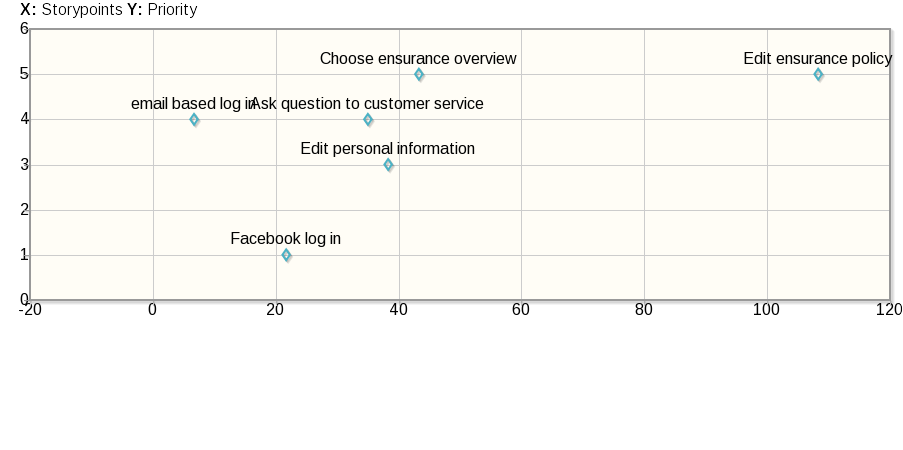 X: Storypoints Y: Priority
6
Choose ensurance overview
Edit ensurance policy
5
email based log in
Ask question to customer service
4
Edit personal information
3
2
Facebook log in
1
0
-20 0 20 40 60 80 100 120